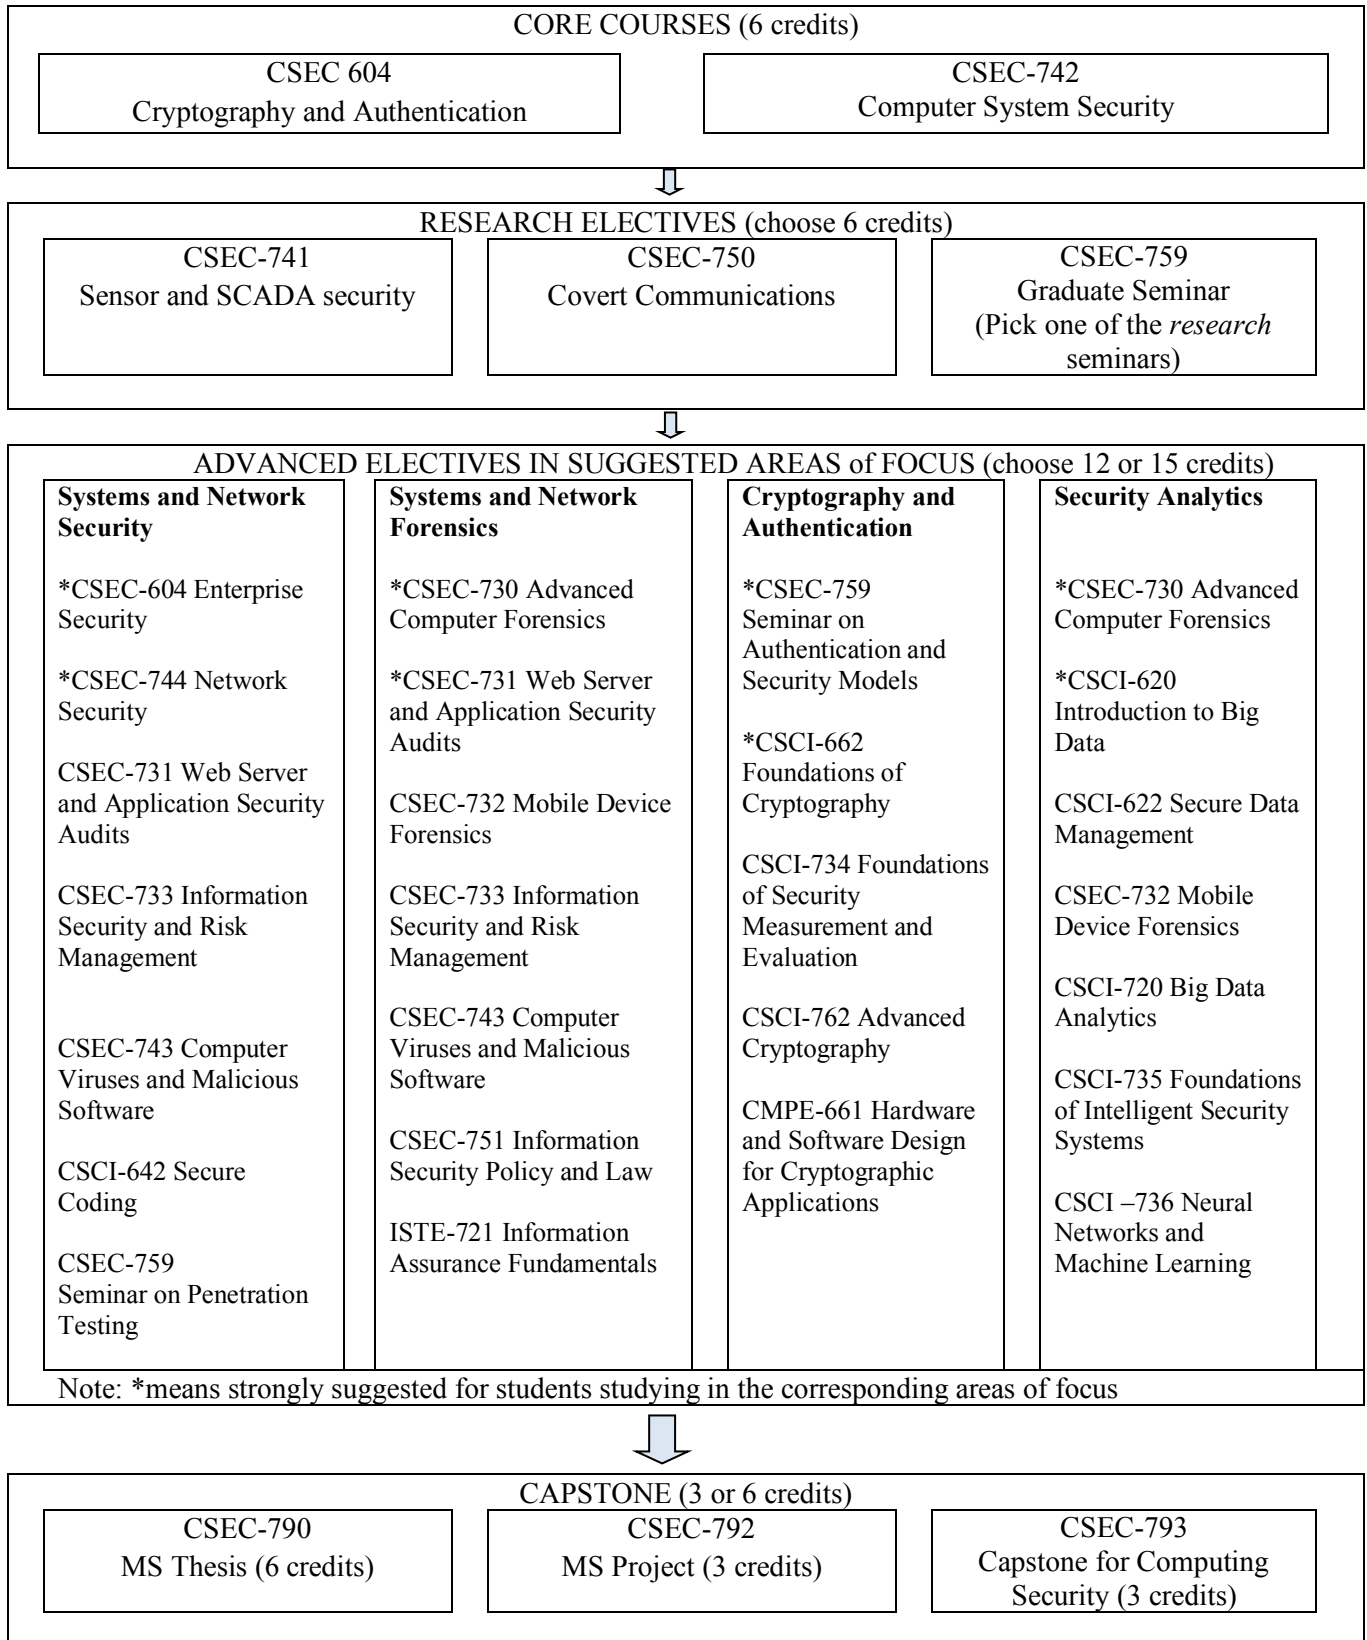 CORE COURSES (6 credits)
CSEC 604
Cryptography and Authentication
CSEC-742
Computer System Security
RESEARCH ELECTIVES (choose 6 credits)
CSEC-741
Sensor and SCADA security
CSEC-750
Covert Communications
CSEC-759
Graduate Seminar
(Pick one of the research
seminars)
ADVANCED ELECTIVES IN SUGGESTED AREAS of FOCUS (choose 12 or 15 credits)
Systems and Network
Security
*CSEC-604 Enterprise
Security
*CSEC-744 Network
Security
CSEC-731 Web Server
and Application Security
Audits
CSEC-733 Information
Security and Risk
Management
CSEC-743 Computer
Viruses and Malicious
Software
CSCI-642 Secure
Coding
CSEC-759
Seminar on Penetration
Testing
Systems and Network
Forensics
*CSEC-730 Advanced
Computer Forensics
*CSEC-731 Web Server
and Application Security
Audits
CSEC-732 Mobile Device
Forensics
CSEC-733 Information
Security and Risk
Management
CSEC-743 Computer
Viruses and Malicious
Software
CSEC-751 Information
Security Policy and Law
ISTE-721 Information
Assurance Fundamentals
Cryptography and
Authentication
*CSEC-759
Seminar on
Authentication and
Security Models
*CSCI-662
Foundations of
Cryptography
CSCI-734 Foundations
of Security
Measurement and
Evaluation
CSCI-762 Advanced
Cryptography
CMPE-661 Hardware
and Software Design
for Cryptographic
Applications
Security Analytics
*CSEC-730 Advanced
Computer Forensics
*CSCI-620
Introduction to Big
Data
CSCI-622 Secure Data
Management
CSEC-732 Mobile
Device Forensics
CSCI-720 Big Data
Analytics
CSCI-735 Foundations
of Intelligent Security
Systems
CSCI –736 Neural
Networks and
Machine Learning
Note: *means strongly suggested for students studying in the corresponding areas of focus
CAPSTONE (3 or 6 credits)
CSEC-790
MS Thesis (6 credits)
CSEC-792
MS Project (3 credits)
CSEC-793
Capstone for Computing
Security (3 credits)